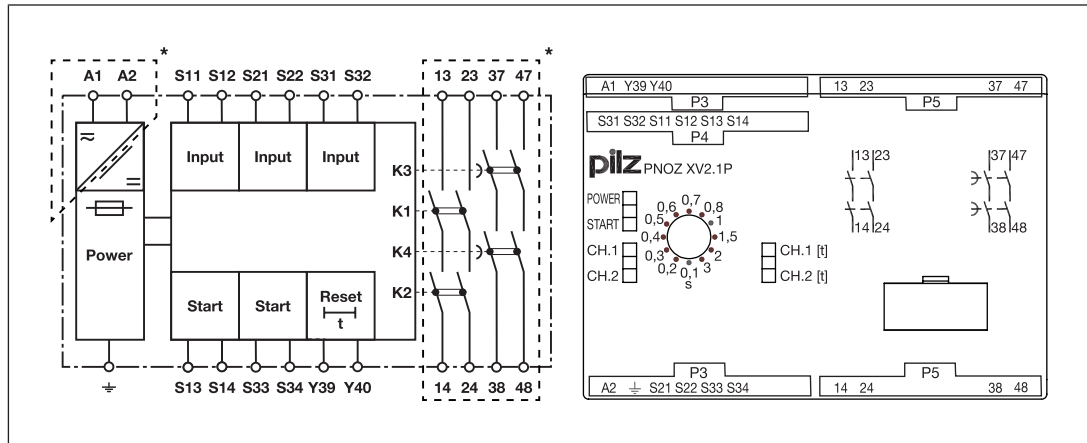 * *
A1 A2 S11 S12 S21 S22 S31 S32 13 23 37 47
Input Input Input
K3
K1
Power
K4
K2
Start Start Reset
t
S13 S14 S33 S34 Y39 Y40 14 24 38 48
A1 Y39 Y40
P3
13 23 37 47
P5
S31 S32 S11 S12 S13 S14
P4
pilz PNOZ XV2.1P
POWER
START
CH.1
CH.2
0,1 0,2 0,3 0,4 0,5 0,6 0,7 0,8 1 1,5 2 3
s
CH.1 [t]
CH.2 [t]
13 23
14 24
37 47
38 48
P3
A2 S21 S22 S33 S34
P5
14 24 38 48